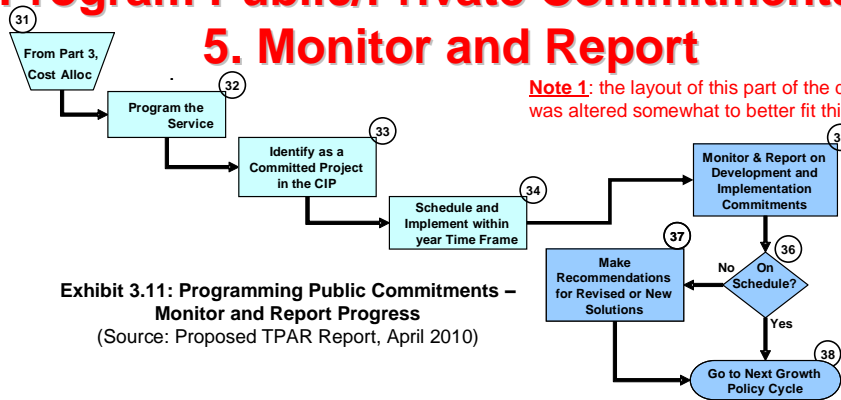 Program Public/Private Commitments
5. Monitor and Report
31
From Part 3,
Cost Alloc
32
Program the
Service
33
Identify as a
Committed Project
in the CIP
34
Schedule and
Implement within
year Time Frame
Note 1: the layout of this part of the
was altered somewhat to better fit
Monitor & Report on
Development and
Implementation
Commitments
36
On
Schedule?
No
Yes
37
Make
Recommendations
for Revised or New
Solutions
38
Go to Next Growth
Policy Cycle
Exhibit 3.11: Programming Public Commitments –
Monitor and Report Progress
(Source: Proposed TPAR Report, April 2010)